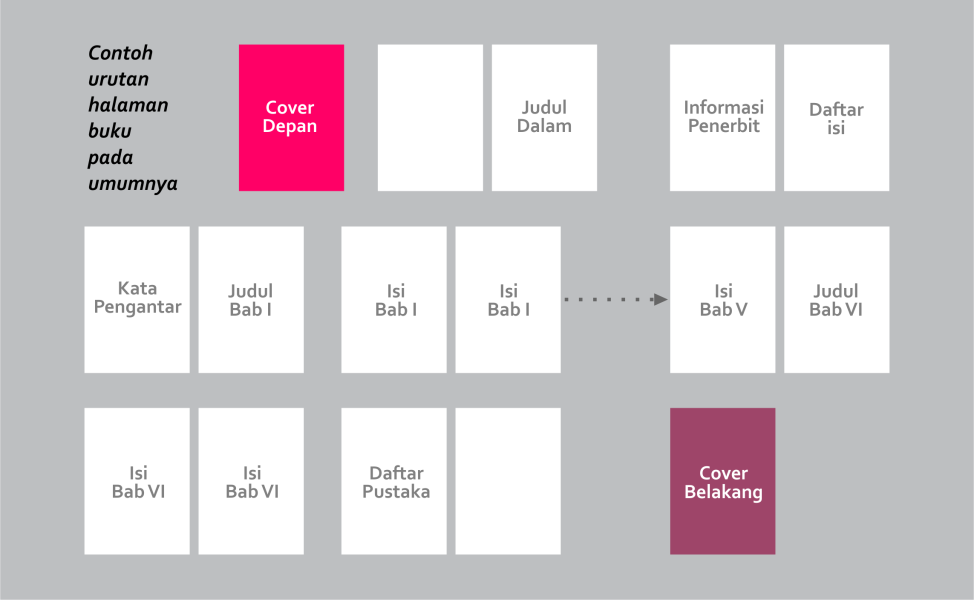 Contoh
urutan
halaman
buku
pada
umumnya
Cover
Depan
Judul
Dalam
Informasi
Penerbit
Daftar
isi
Kata
Pengantar
Judul
Bab I
Isi
Bab I
Isi
Bab I
Isi
Bab V
Judul
Bab VI
Isi
Bab VI
Isi
Bab VI
Daftar
Pustaka
Cover
Belakang